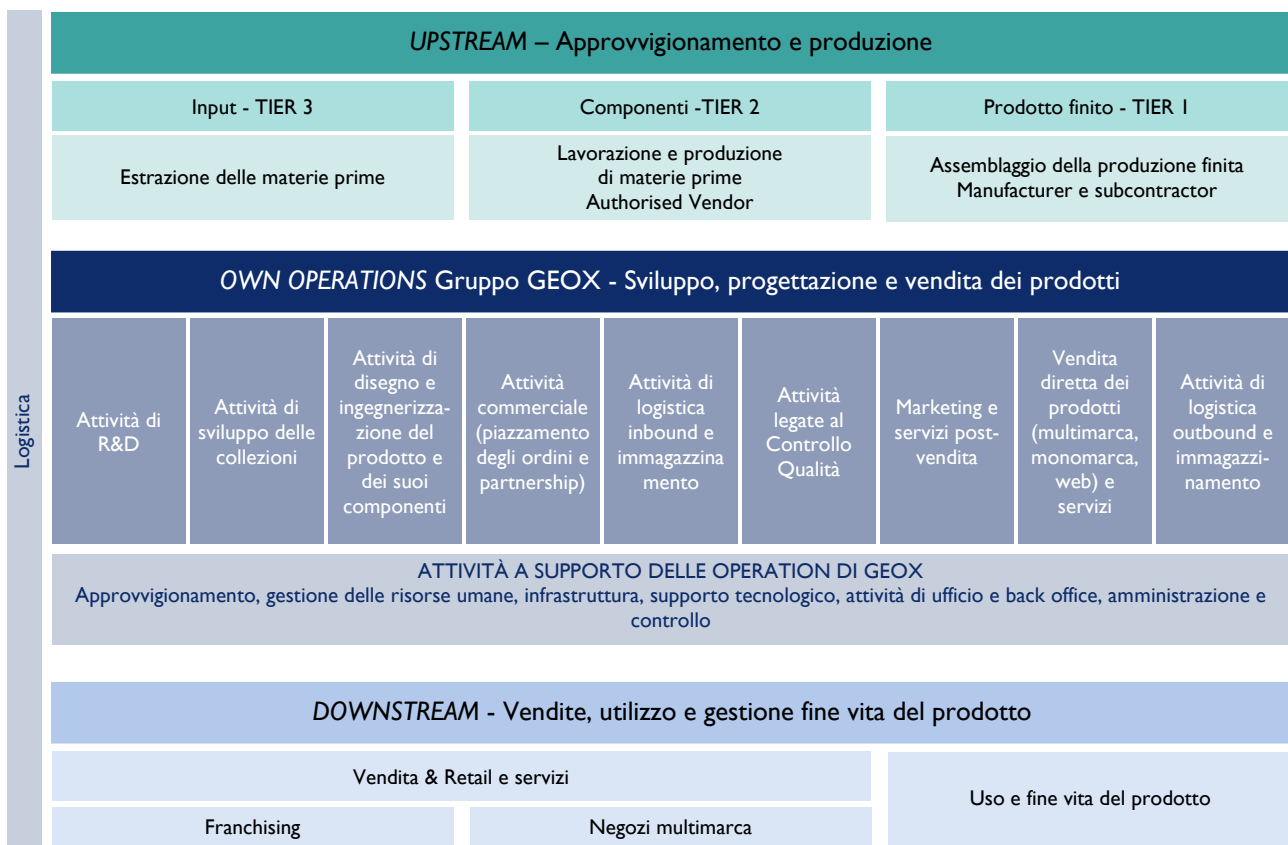 UPSTREAM – Approvvigionamento e produzione
Input - TIER 3
Componenti -TIER 2
Prodotto finito - TIER 1
Estrazione delle materie prime
Lavorazione e produzione
di materie prime
Authorised Vendor
Assemblaggio della produzione finita
Manufacturer e subcontractor
Logistica
OWN OPERATIONS Gruppo GEOX - Sviluppo, progettazione e vendita dei prodotti
Attività di
R&D
Attività di
sviluppo delle
collezioni
Attività di
disegno e
ingegnerizza-
zione del
prodotto e
dei suoi
componenti
Attività
commerciale
(piazzamento
degli ordini e
partnership)
Attività di
logistica
inbound e
immagazzina
mento
Attività
legate al
Controllo
Qualità
Marketing e
servizi post-
vendita
Vendita
diretta dei
prodotti
(multimarca,
monomarca,
web) e
servizi
Attività di
logistica
outbound e
immagazzi-
namento
ATTIVITÀ A SUPPORTO DELLE OPERATION DI GEOX
Approvvigionamento, gestione delle risorse umane, infrastruttura, supporto tecnologico, attività di ufficio e back office, amministrazione e
controllo
DOWNSTREAM - Vendite, utilizzo e gestione fine vita del prodotto
Vendita & Retail e servizi
Uso e fine vita del prodotto
Franchising
Negozi multimarca